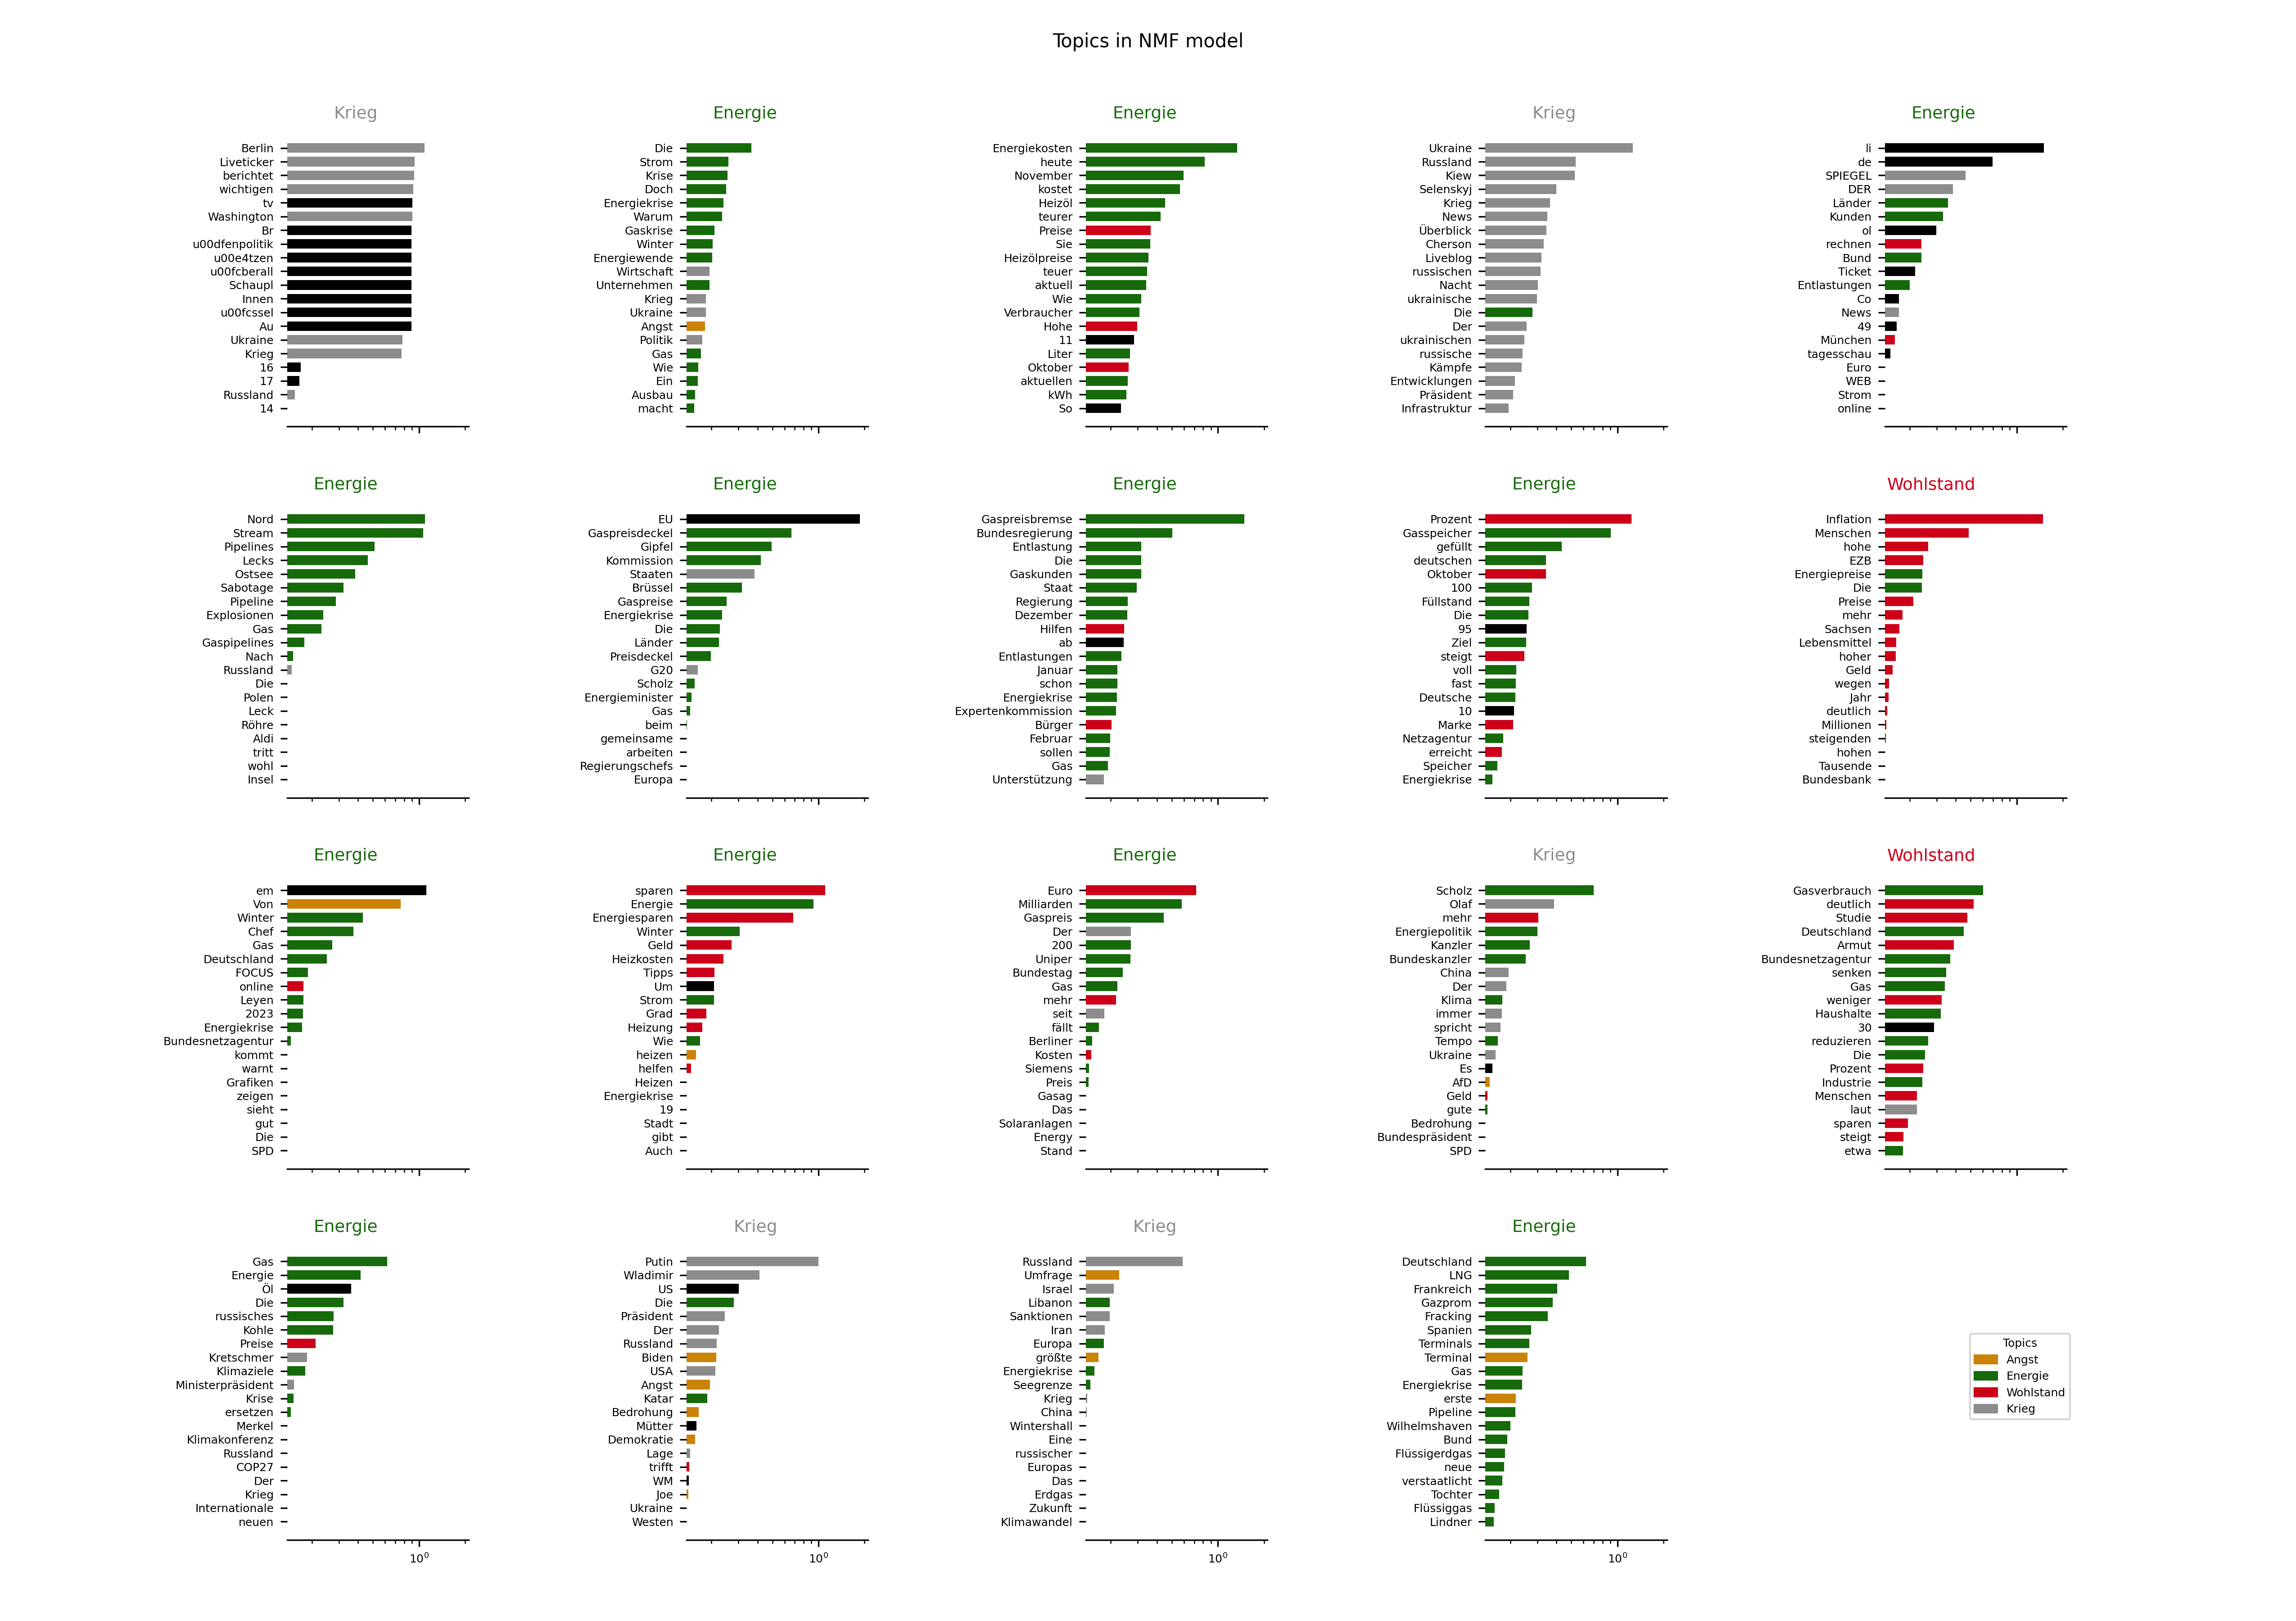 Topics in NMF model
Krieg
Berlin
Liveticker
berichtet
wichtigen
tv
Washington
Br
u00dfenpolitik
u00e4tzen
u00fcberall
Schaupl
Innen
u00fcssel
Au
Ukraine
Krieg
16
17
Russland
14
Energie
Die
Strom
Krise
Doch
Energiekrise
Warum
Gaskrise
Winter
Energiewende
Wirtschaft
Unternehmen
Krieg
Ukraine
Angst
Politik
Gas
Wie
Ein
Ausbau
macht
Energie
Energiekosten
heute
November
kostet
Heizöl
teurer
Preise
Sie
Heizölpreise
teuer
aktuell
Wie
Verbraucher
Hohe
11
Liter
Oktober
aktuellen
kWh
So
Krieg
Ukraine
Russland
Kiew
Selenskyj
Krieg
News
Überblick
Cherson
Liveblog
russischen
Nacht
ukrainische
Die
Der
ukrainischen
russische
Kämpfe
Entwicklungen
Präsident
Infrastruktur
Energie
li
de
SPIEGEL
DER
Länder
Kunden
ol
rechnen
Bund
Ticket
Entlastungen
Co
News
49
München
tagesschau
Euro
WEB
Strom
online
Energie
Nord
Stream
Pipelines
Lecks
Ostsee
Sabotage
Pipeline
Explosionen
Gas
Gaspipelines
Nach
Russland
Die
Polen
Leck
Röhre
Aldi
tritt
wohl
Insel
Energie
EU
Gaspreisdeckel
Gipfel
Kommission
Staaten
Brüssel
Gaspreise
Energiekrise
Die
Länder
Preisdeckel
G20
Scholz
Energieminister
Gas
beim
gemeinsame
arbeiten
Regierungschefs
Europa
Energie
Gaspreisbremse
Bundesregierung
Entlastung
Die
Gaskunden
Staat
Regierung
Dezember
Hilfen
ab
Entlastungen
Januar
schon
Energiekrise
Expertenkommission
Bürger
Februar
sollen
Gas
Unterstützung
Energie
Prozent
Gasspeicher
gefüllt
deutschen
Oktober
100
Füllstand
Die
95
Ziel
steigt
voll
fast
Deutsche
10
Marke
Netzagentur
erreicht
Speicher
Energiekrise
Wohlstand
Inflation
Menschen
hohe
EZB
Energiepreise
Die
Preise
mehr
Sachsen
Lebensmittel
hoher
Geld
wegen
Jahr
deutlich
Millionen
steigenden
hohen
Tausende
Bundesbank
Energie
em
Von
Winter
Chef
Gas
Deutschland
FOCUS
online
Leyen
2023
Energiekrise
Bundesnetzagentur
kommt
warnt
Grafiken
zeigen
sieht
gut
Die
SPD
Energie
sparen
Energie
Energiesparen
Winter
Geld
Heizkosten
Tipps
Um
Strom
Grad
Heizung
Wie
heizen
helfen
Heizen
Energiekrise
19
Stadt
gibt
Auch
Energie
Euro
Milliarden
Gaspreis
Der
200
Uniper
Bundestag
Gas
mehr
seit
fällt
Berliner
Kosten
Siemens
Preis
Gasag
Das
Solaranlagen
Energy
Stand
Krieg
Scholz
Olaf
mehr
Energiepolitik
Kanzler
Bundeskanzler
China
Der
Klima
immer
spricht
Tempo
Ukraine
Es
AfD
Geld
gute
Bedrohung
Bundespräsident
SPD
Wohlstand
Gasverbrauch
deutlich
Studie
Deutschland
Armut
Bundesnetzagentur
senken
Gas
weniger
Haushalte
30
reduzieren
Die
Prozent
Industrie
Menschen
laut
sparen
steigt
etwa
Energie
Gas
Energie
Öl
Die
russisches
Kohle
Preise
Kretschmer
Klimaziele
Ministerpräsident
Krise
ersetzen
Merkel
Klimakonferenz
Russland
COP27
Der
Krieg
Internationale
neuen
10⁰
Krieg
Putin
Wladimir
US
Die
Präsident
Der
Russland
Biden
USA
Angst
Katar
Bedrohung
Mütter
Demokratie
Lage
trifft
WM
Joe
Ukraine
Westen
10⁰
Krieg
Russland
Umfrage
Israel
Libanon
Sanktionen
Iran
Europa
größte
Energiekrise
Seegrenze
Krieg
China
Wintershall
Eine
russischer
Europas
Das
Erdgas
Zukunft
Klimawandel
10⁰
Energie
Deutschland
LNG
Frankreich
Gazprom
Fracking
Spanien
Terminals
Terminal
Gas
Energiekrise
erste
Pipeline
Wilhelmshaven
Bund
Flüssigerdgas
neue
verstaatlicht
Tochter
Flüssiggas
Lindner
10⁰
Topics
Angst
Energie
Wohlstand
Krieg